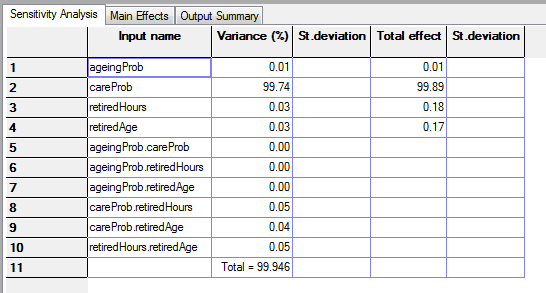 Sensitivity Analysis Main Effects Output Summary
Input name Variance (%) St.deviation Total effect St.deviation
1 ageingProb 0.01 0.01
2 careProb 99.74 99.89
3 retiredHours 0.03 0.18
4 retiredAge 0.03 0.17
5 ageingProb.careProb 0.00
6 ageingProb.retiredHours 0.00
7 ageingProb.retiredAge 0.00
8 careProb.retiredHours 0.05
9 careProb.retiredAge 0.04
10 retiredHours.retiredAge 0.05
11 Total = 99.946